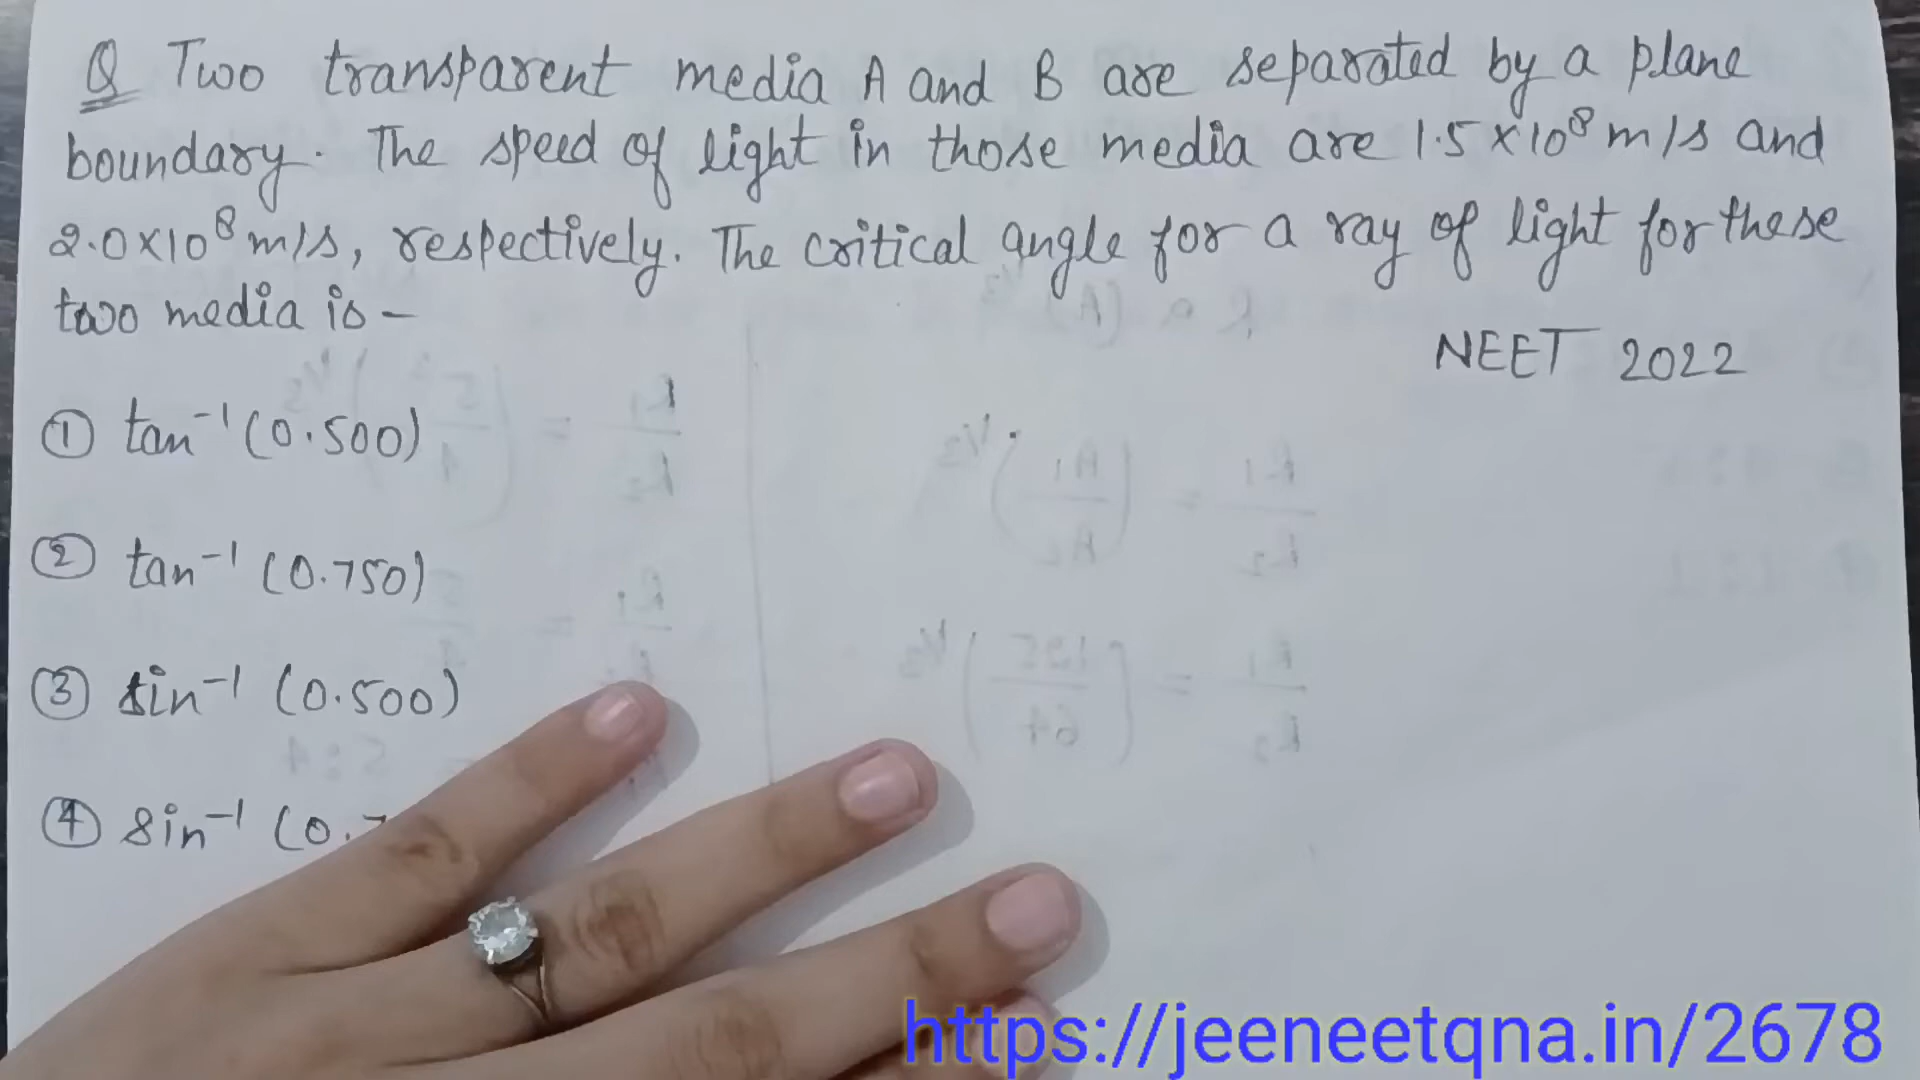 Q Two transparent media A and B are separated by a plane
boundary. The speed of light in those media are 1.5 × 10⁸ m/s and
2.0×10⁸ m/s, respectively. The critical angle for a ray of light for these
two media is –
NEET 2022
① tan⁻¹ (0.500)
② tan⁻¹ (0.750)
③ sin⁻¹ (0.500)
④ sin⁻¹ (0.7
https://jeeneetqna.in/2678